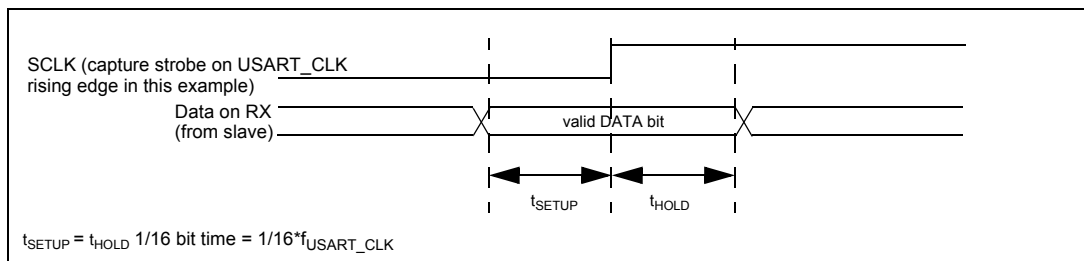 SCLK (capture strobe on USART_CLK
rising edge in this example)
Data on RX
(from slave)
valid DATA bit
tSETUP
tHOLD
tSETUP = tHOLD 1/16 bit time = 1/16*fUSART_CLK